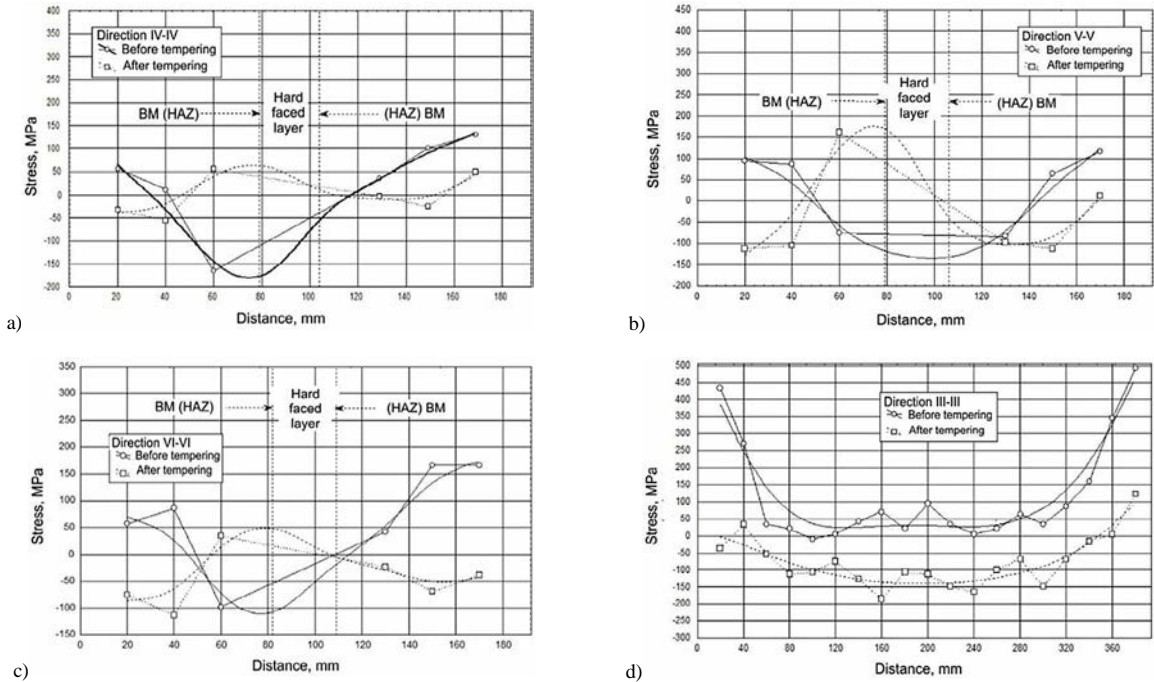 Direction IV-IV
Before tempering
After tempering
BM (HAZ)
Hard
faced
layer
(HAZ) BM
Stress, MPa
400
350
300
250
200
150
100
50
0
-50
-100
-150
-200
0 20 40 60 80 100 120 140 160 180
Distance, mm
a)
Direction V-V
Before tempering
After tempering
BM (HAZ)
Hard
faced
layer
(HAZ) BM
Stress, MPa
450
400
350
300
250
200
150
100
50
0
-50
-100
-150
-200
0 20 40 60 80 100 120 140 160 180
Distance, mm
b)
Direction VI-VI
Before tempering
After tempering
BM (HAZ)
Hard
faced
layer
(HAZ) BM
Stress, MPa
350
300
250
200
150
100
50
0
-50
-100
-150
0 20 40 60 80 100 120 140 160 180
Distance, mm
c)
Direction III-III
Before tempering
After tempering
Stress, MPa
500
450
400
350
300
250
200
150
100
50
0
-50
-100
-150
-200
-250
-300
0 40 80 120 160 200 240 280 320 360
Distance, mm
d)